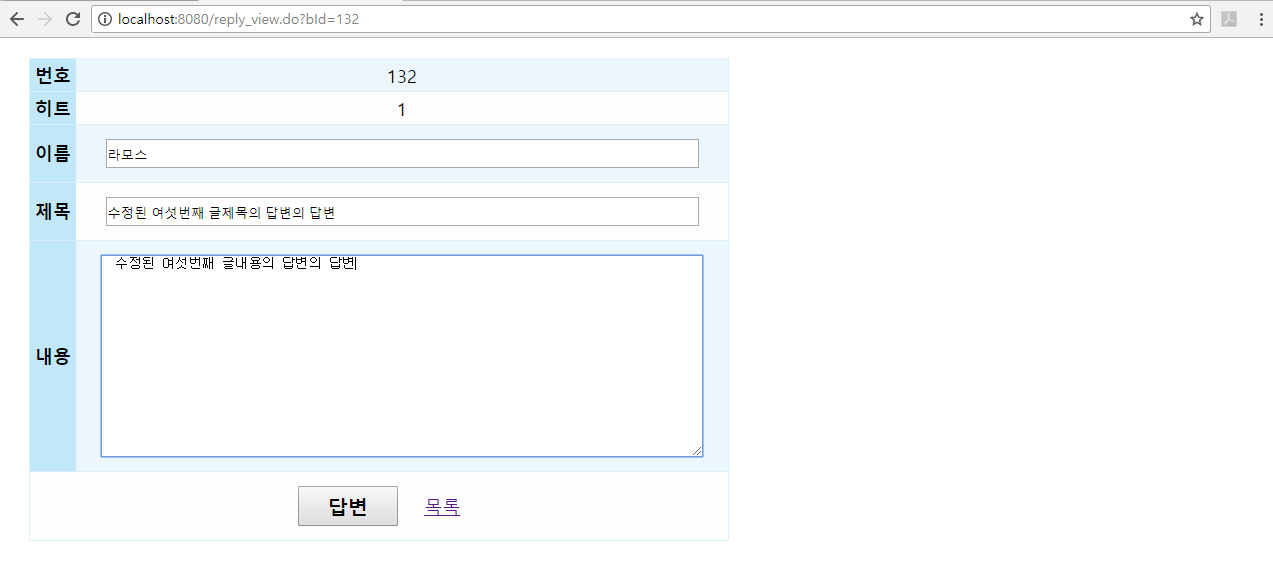 localhost:8080/reply_view.do?bId=132
번호 132
히트 1
이름 라모스
제목 수정된 여섯번째 글제목의 답변의 답변
내용 수정된 여섯번째 글내용의 답변의 답변
답변 목록